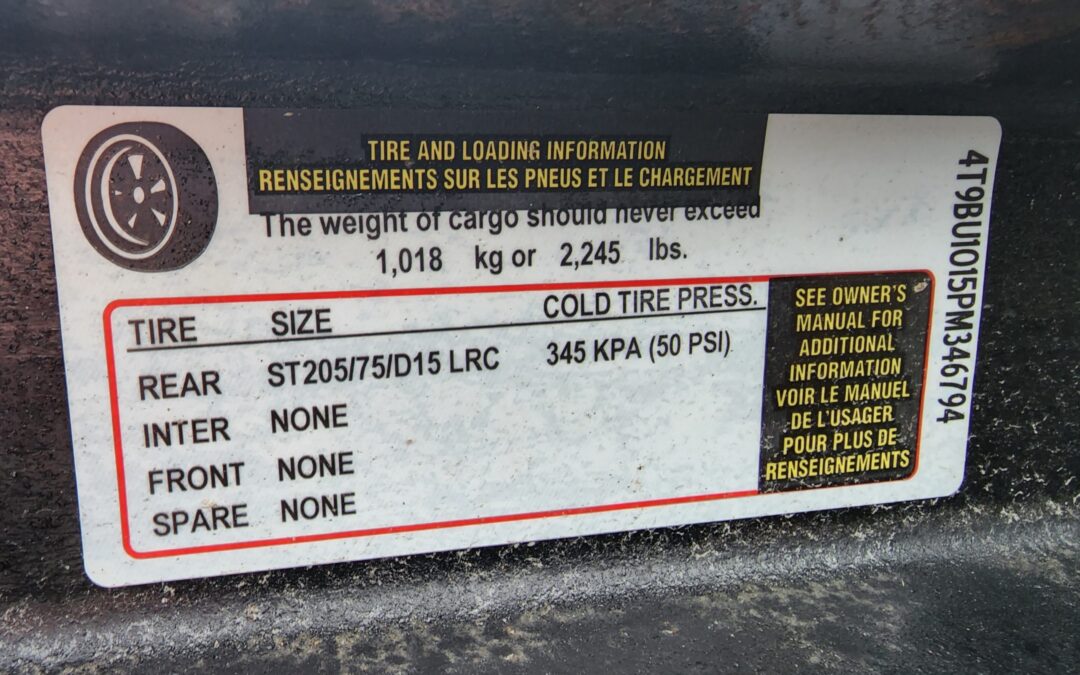 TIRE AND LOADING INFORMATION
RENSEIGNEMENTS SUR LES PNEUS ET LE CHARGEMENT
The weight of cargo should never exceed
1,018 kg or 2,245 lbs.
TIRE SIZE COLD TIRE PRESS.
REAR ST205/75/D15 LRC 345 KPA (50 PSI)
INTER NONE
FRONT NONE
SPARE NONE
SEE OWNER'S
MANUAL FOR
ADDITIONAL
INFORMATION
VOIR LE MANUEL
DE L'USAGER
POUR PLUS DE
RENSEIGNEMENTS
4T9BU1015PM346794